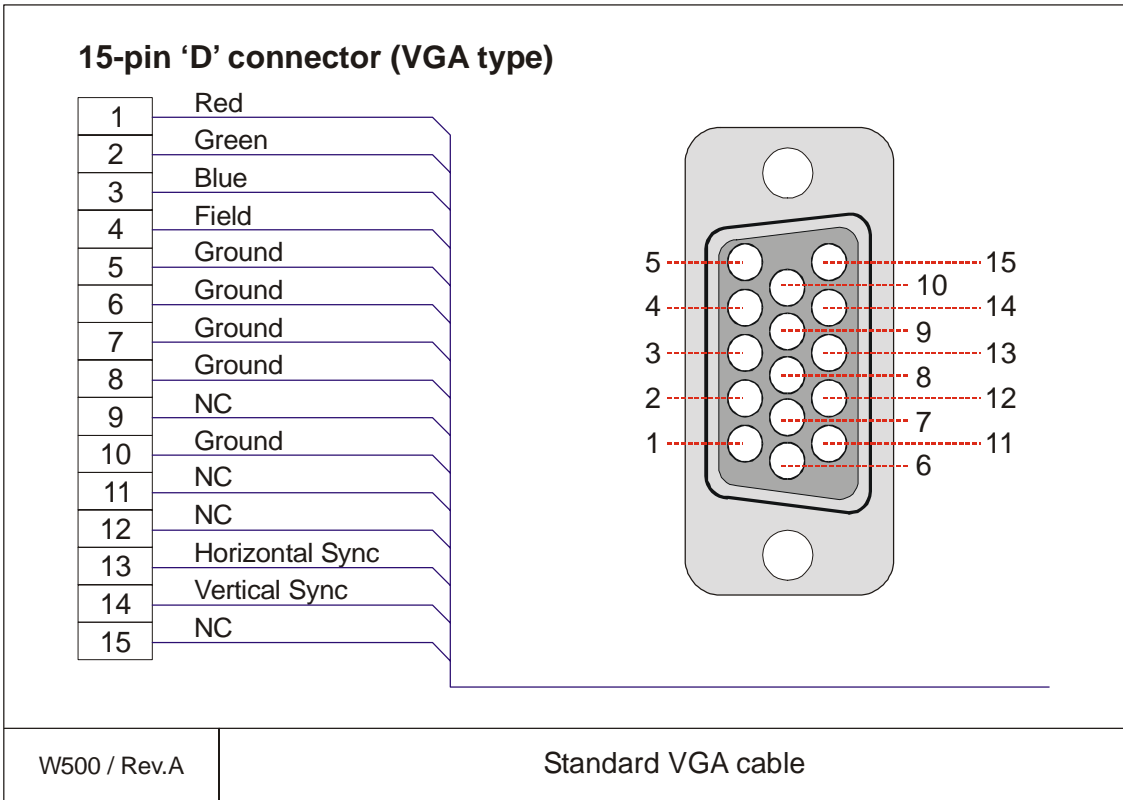 15-pin ‘D’ connector (VGA type)
1 Red
2 Green
3 Blue
4 Field
5 Ground
6 Ground
7 Ground
8 Ground
9 NC
10 Ground
11 NC
12 NC
13 Horizontal Sync
14 Vertical Sync
15 NC
5 15
10
4 14
9
3 13
8
2 12
7
1 11
6
W500 / Rev.A Standard VGA cable